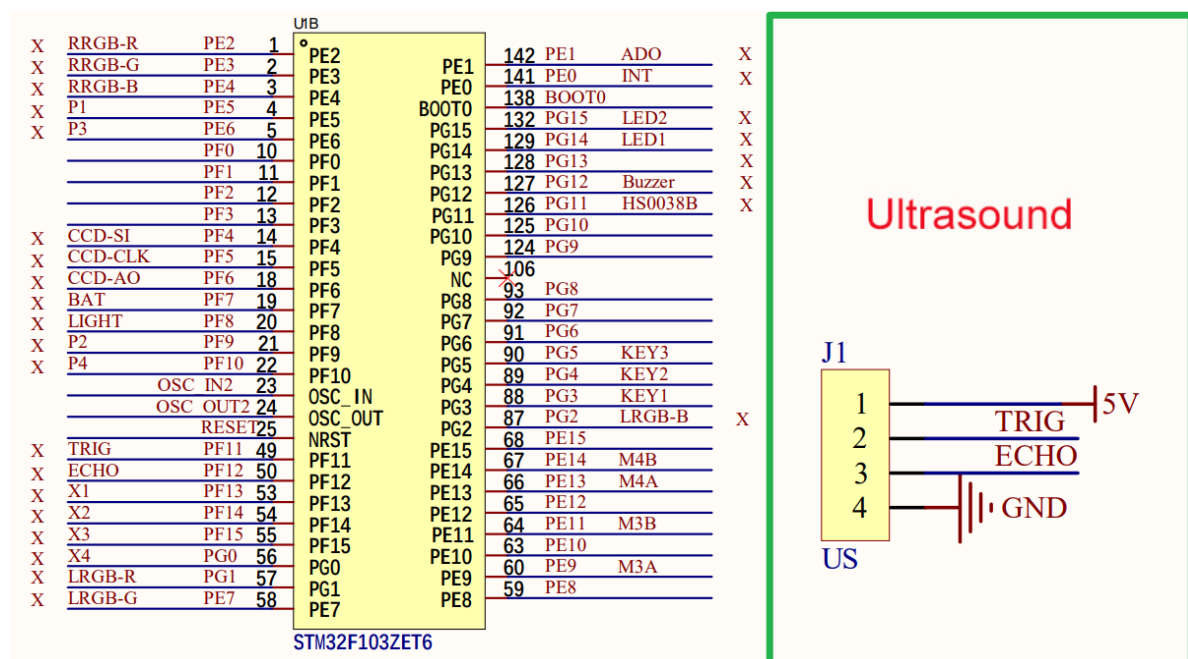 U1B
X RRGB-R PE2 1 PE2
X RRGB-G PE3 2 PE3
X RRGB-B PE4 3 PE4
X P1 PE5 4 PE5
X P3 PE6 5 PE6
PF0 10 PF0
PF1 11 PF1
PF2 12 PF2
PF3 13 PF3
X CCD-SI PF4 14 PF4
X CCD-CLK PF5 15 PF5
X CCD-AO PF6 18 PF6
X BAT PF7 19 PF7
X LIGHT PF8 20 PF8
X P2 PF9 21 PF9
X P4 PF10 22 PF10
OSC_IN2 23 OSC_IN
OSC_OUT2 24 OSC_OUT
RESET 25 NRST
X TRIG PF11 49 PF11
X ECHO PF12 50 PF12
X X1 PF13 53 PF13
X X2 PF14 54 PF14
X X3 PF15 55 PF15
X X4 PG0 56 PG0
X LRGB-R PG1 57 PG1
X LRGB-G PE7 58 PE7
PE1 142 PE1 ADO X
PE0 141 PE0 INT X
BOOT0 138 BOOT0
PG15 132 PG15 LED2 X
PG14 129 PG14 LED1 X
PG13 128 PG13 X
PG12 127 PG12 Buzzer X
PG11 126 PG11 HS0038B X
PG10 125 PG10
PG9 124 PG9
NC 106
PG8 93 PG8
PG7 92 PG7
PG6 91 PG6
PG5 90 PG5 KEY3
PG4 89 PG4 KEY2
PG3 88 PG3 KEY1
PG2 87 PG2 LRGB-B X
PE15 68 PE15
PE14 67 PE14 M4B
PE13 66 PE13 M4A
PE12 65 PE12
PE11 64 PE11 M3B
PE10 63 PE10
PE9 60 PE9 M3A
PE8 59 PE8
STM32F103ZET6
Ultrasound
J1
1 5V
2 TRIG
3 ECHO
4 GND
US